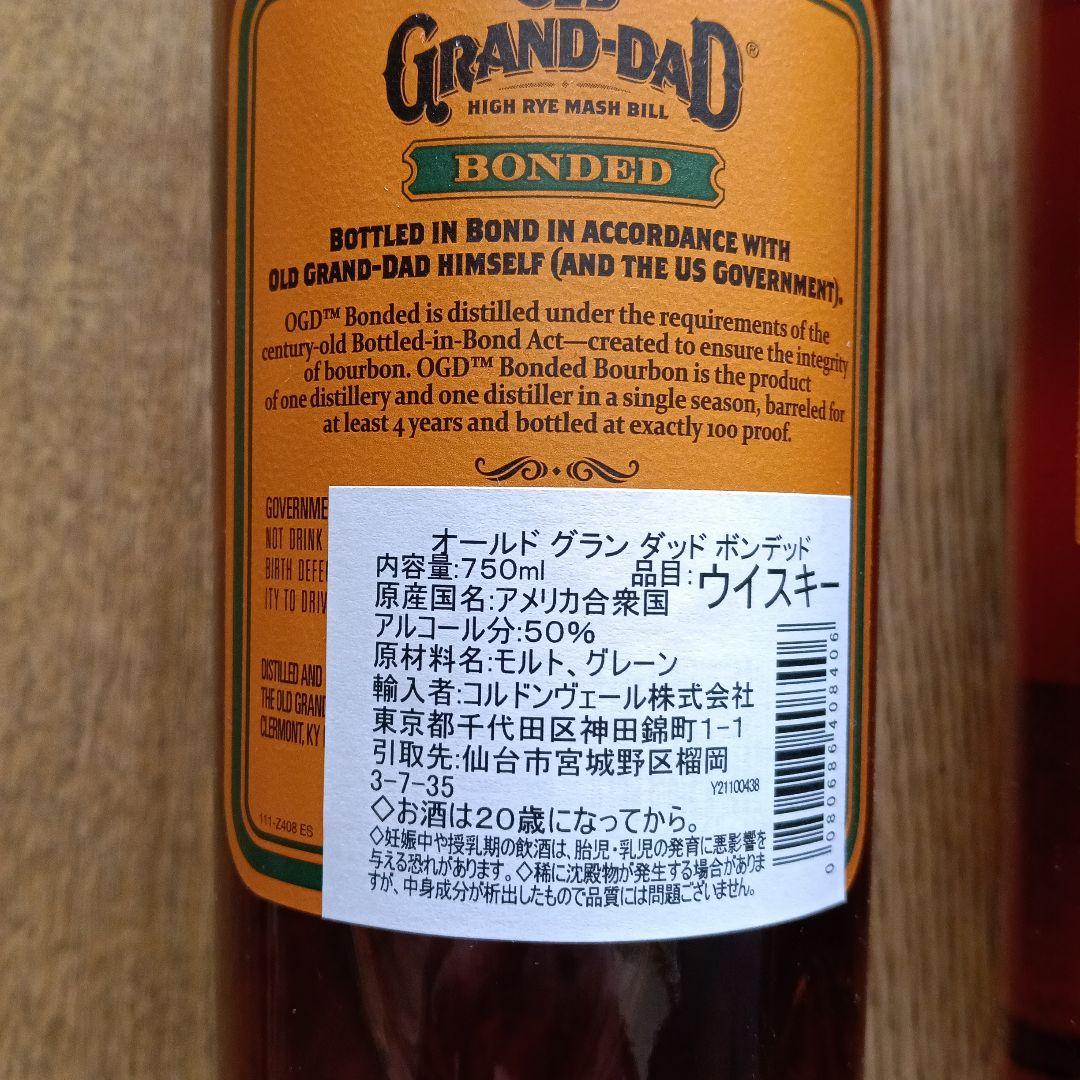 OLD
GRAND-DAD®
HIGH RYE MASH BILL
BONDED
BOTTLED IN BOND IN ACCORDANCE WITH
OLD GRAND-DAD HIMSELF (AND THE US GOVERNMENT).
OGD™ Bonded is distilled under the requirements of the
century-old Bottled-in-Bond Act—created to ensure the integrity
of bourbon. OGD™ Bonded Bourbon is the product
of one distillery and one distiller in a single season, barreled for
at least 4 years and bottled at exactly 100 proof.
GOVERNME
NOT DRINK
BIRTH DEFE
ITY TO DRIV
DISTILLED AND
THE OLD GRAND
CLERMONT, KY
111-Z408 ES
オールド グラン ダッド ボンデッド
内容量:750ml 品目:ウイスキー
原産国名:アメリカ合衆国
アルコール分:50%
原材料名:モルト、グレーン
輸入者:コルドンヴェール株式会社
東京都千代田区神田錦町1-1
引取先:仙台市宮城野区榴岡
3-7-35
Y21100438
◇お酒は20歳になってから。
◇妊娠中や授乳期の飲酒は、胎児・乳児の発育に悪影響を
与える恐れがあります。◇稀に沈殿物が発生する場合がありま
すが、中身成分が析出したもので品質には問題ございません。
0 080686 408406